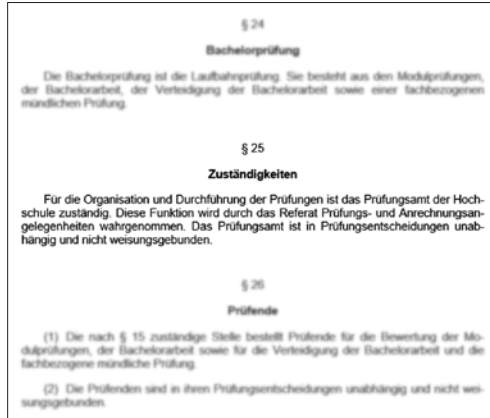 § 24
Bachelorprüfung
Die Bachelorprüfung ist die Laufbahnprüfung. Sie besteht aus den Modulprüfungen,
der Bachelorarbeit, der Verteidigung der Bachelorarbeit sowie einer fachbezogenen
mündlichen Prüfung.
§ 25
Zuständigkeiten
Für die Organisation und Durchführung der Prüfungen ist das Prüfungsamt der Hoch-
schule zuständig. Diese Funktion wird durch das Referat Prüfungs- und Anrechnungsan-
gelegenheiten wahrgenommen. Das Prüfungsamt ist in Prüfungsentscheidungen unab-
hängig und nicht weisungsgebunden.
§ 26
Prüfende
(1) Die nach § 15 zuständige Stelle bestellt Prüfende für die Bewertung der Mo-
dulprüfungen, der Bachelorarbeit sowie für die Verteidigung der Bachelorarbeit und die
fachbezogene mündliche Prüfung.
(2) Die Prüfenden sind in ihren Prüfungsentscheidungen unabhängig und nicht wei-
sungsgebunden.